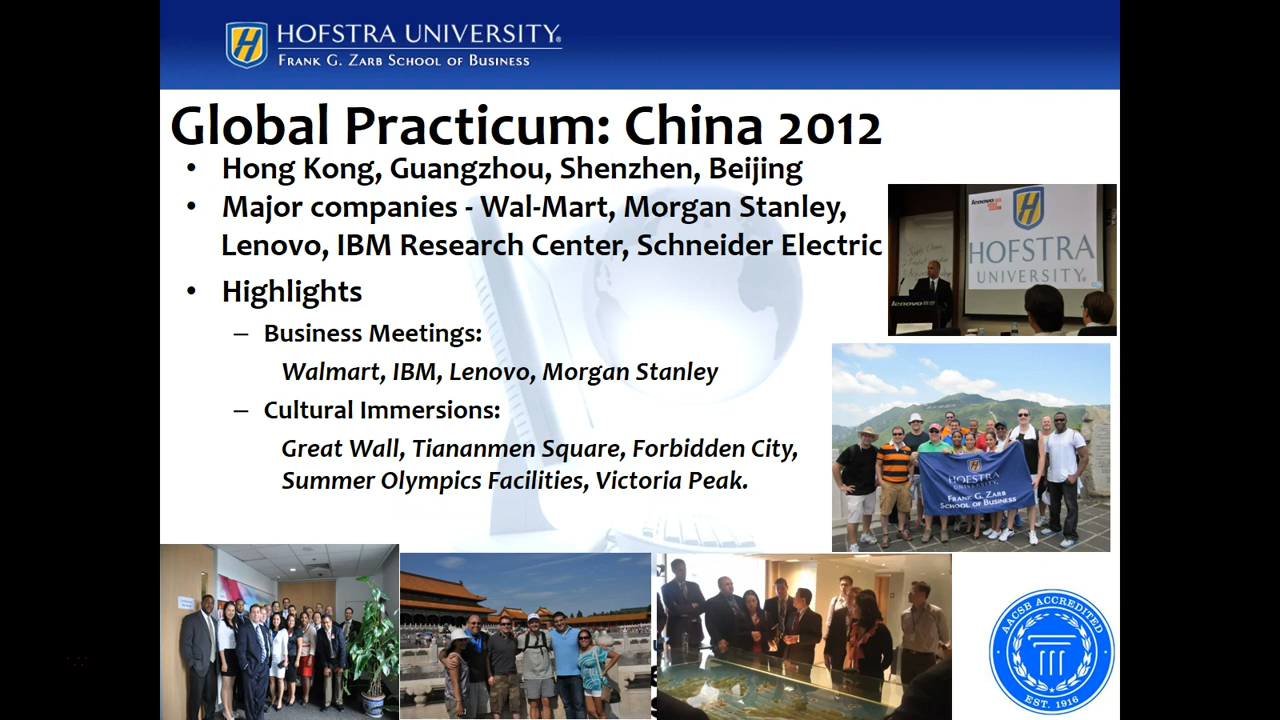 HOFSTRA UNIVERSITY®
FRANK G. ZARB SCHOOL OF BUSINESS
Global Practicum: China 2012
• Hong Kong, Guangzhou, Shenzhen, Beijing
• Major companies - Wal-Mart, Morgan Stanley,
Lenovo, IBM Research Center, Schneider Electric
• Highlights
– Business Meetings:
Walmart, IBM, Lenovo, Morgan Stanley
– Cultural Immersions:
Great Wall, Tiananmen Square, Forbidden City,
Summer Olympics Facilities, Victoria Peak.
lenovo
HOFSTRA
UNIVERSITY
lenovo
HOFSTRA
UNIVERSITY
FRANK G. ZARB
SCHOOL OF BUSINESS
AACSB ACCREDITED
EST. 1916